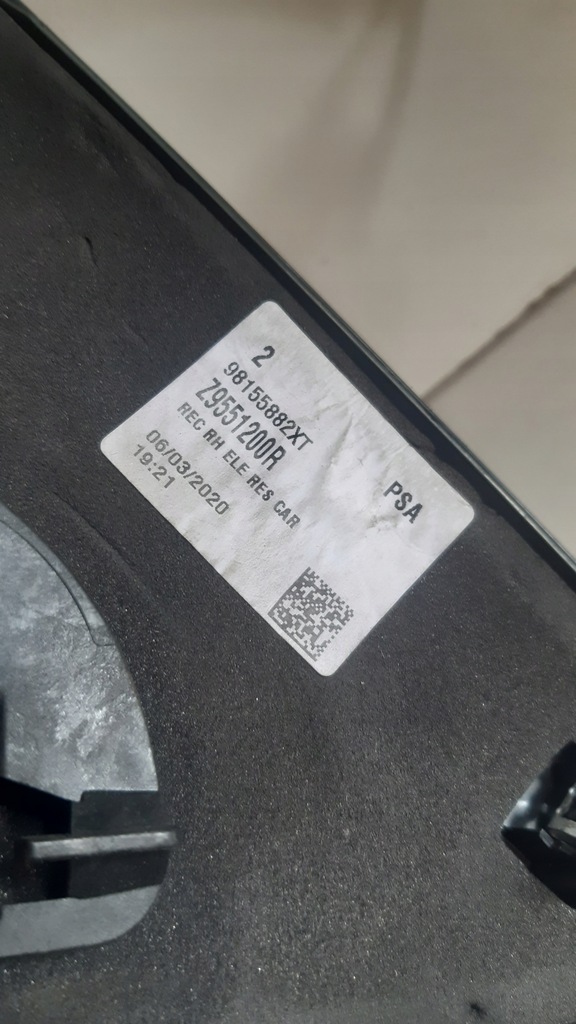 2
98155882XT
Z9551200R
PSA
REC RH ELE RES CAR
06/03/2020
19:21